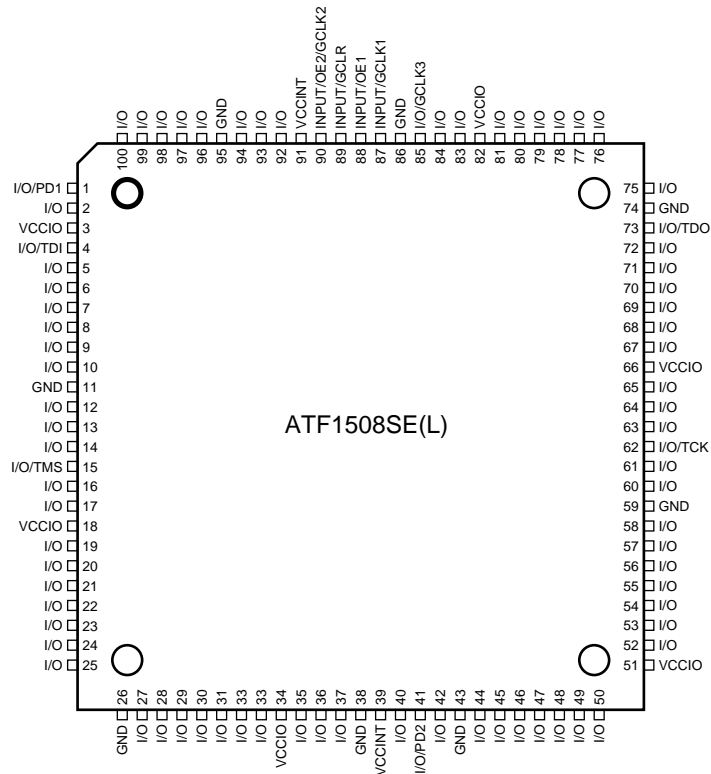 100 I/O
99 I/O
98 I/O
97 I/O
96 I/O
95 GND
94 I/O
93 I/O
92 I/O
91 VCCINT
90 INPUT/OE2/GCLK2
89 INPUT/GCLR
88 INPUT/OE1
87 INPUT/GCLK1
86 GND
85 I/O/GCLK3
84 I/O
83 I/O
82 VCCIO
81 I/O
80 I/O
79 I/O
78 I/O
77 I/O
76 I/O
I/O/PD1 1
I/O 2
VCCIO 3
I/O/TDI 4
I/O 5
I/O 6
I/O 7
I/O 8
I/O 9
I/O 10
GND 11
I/O 12
I/O 13
I/O 14
I/O/TMS 15
I/O 16
I/O 17
VCCIO 18
I/O 19
I/O 20
I/O 21
I/O 22
I/O 23
I/O 24
I/O 25
ATF1508SE(L)
75 I/O
74 GND
73 I/O/TDO
72 I/O
71 I/O
70 I/O
69 I/O
68 I/O
67 I/O
66 VCCIO
65 I/O
64 I/O
63 I/O
62 I/O/TCK
61 I/O
60 I/O
59 GND
58 I/O
57 I/O
56 I/O
55 I/O
54 I/O
53 I/O
52 I/O
51 VCCIO
GND 26
I/O 27
I/O 28
I/O 29
I/O 30
I/O 31
I/O 33
I/O 33
VCCIO 34
I/O 35
I/O 36
I/O 37
GND 38
VCCINT 39
I/O 40
I/O/PD2 41
I/O 42
GND 43
I/O 44
I/O 45
I/O 46
I/O 47
I/O 48
I/O 49
I/O 50